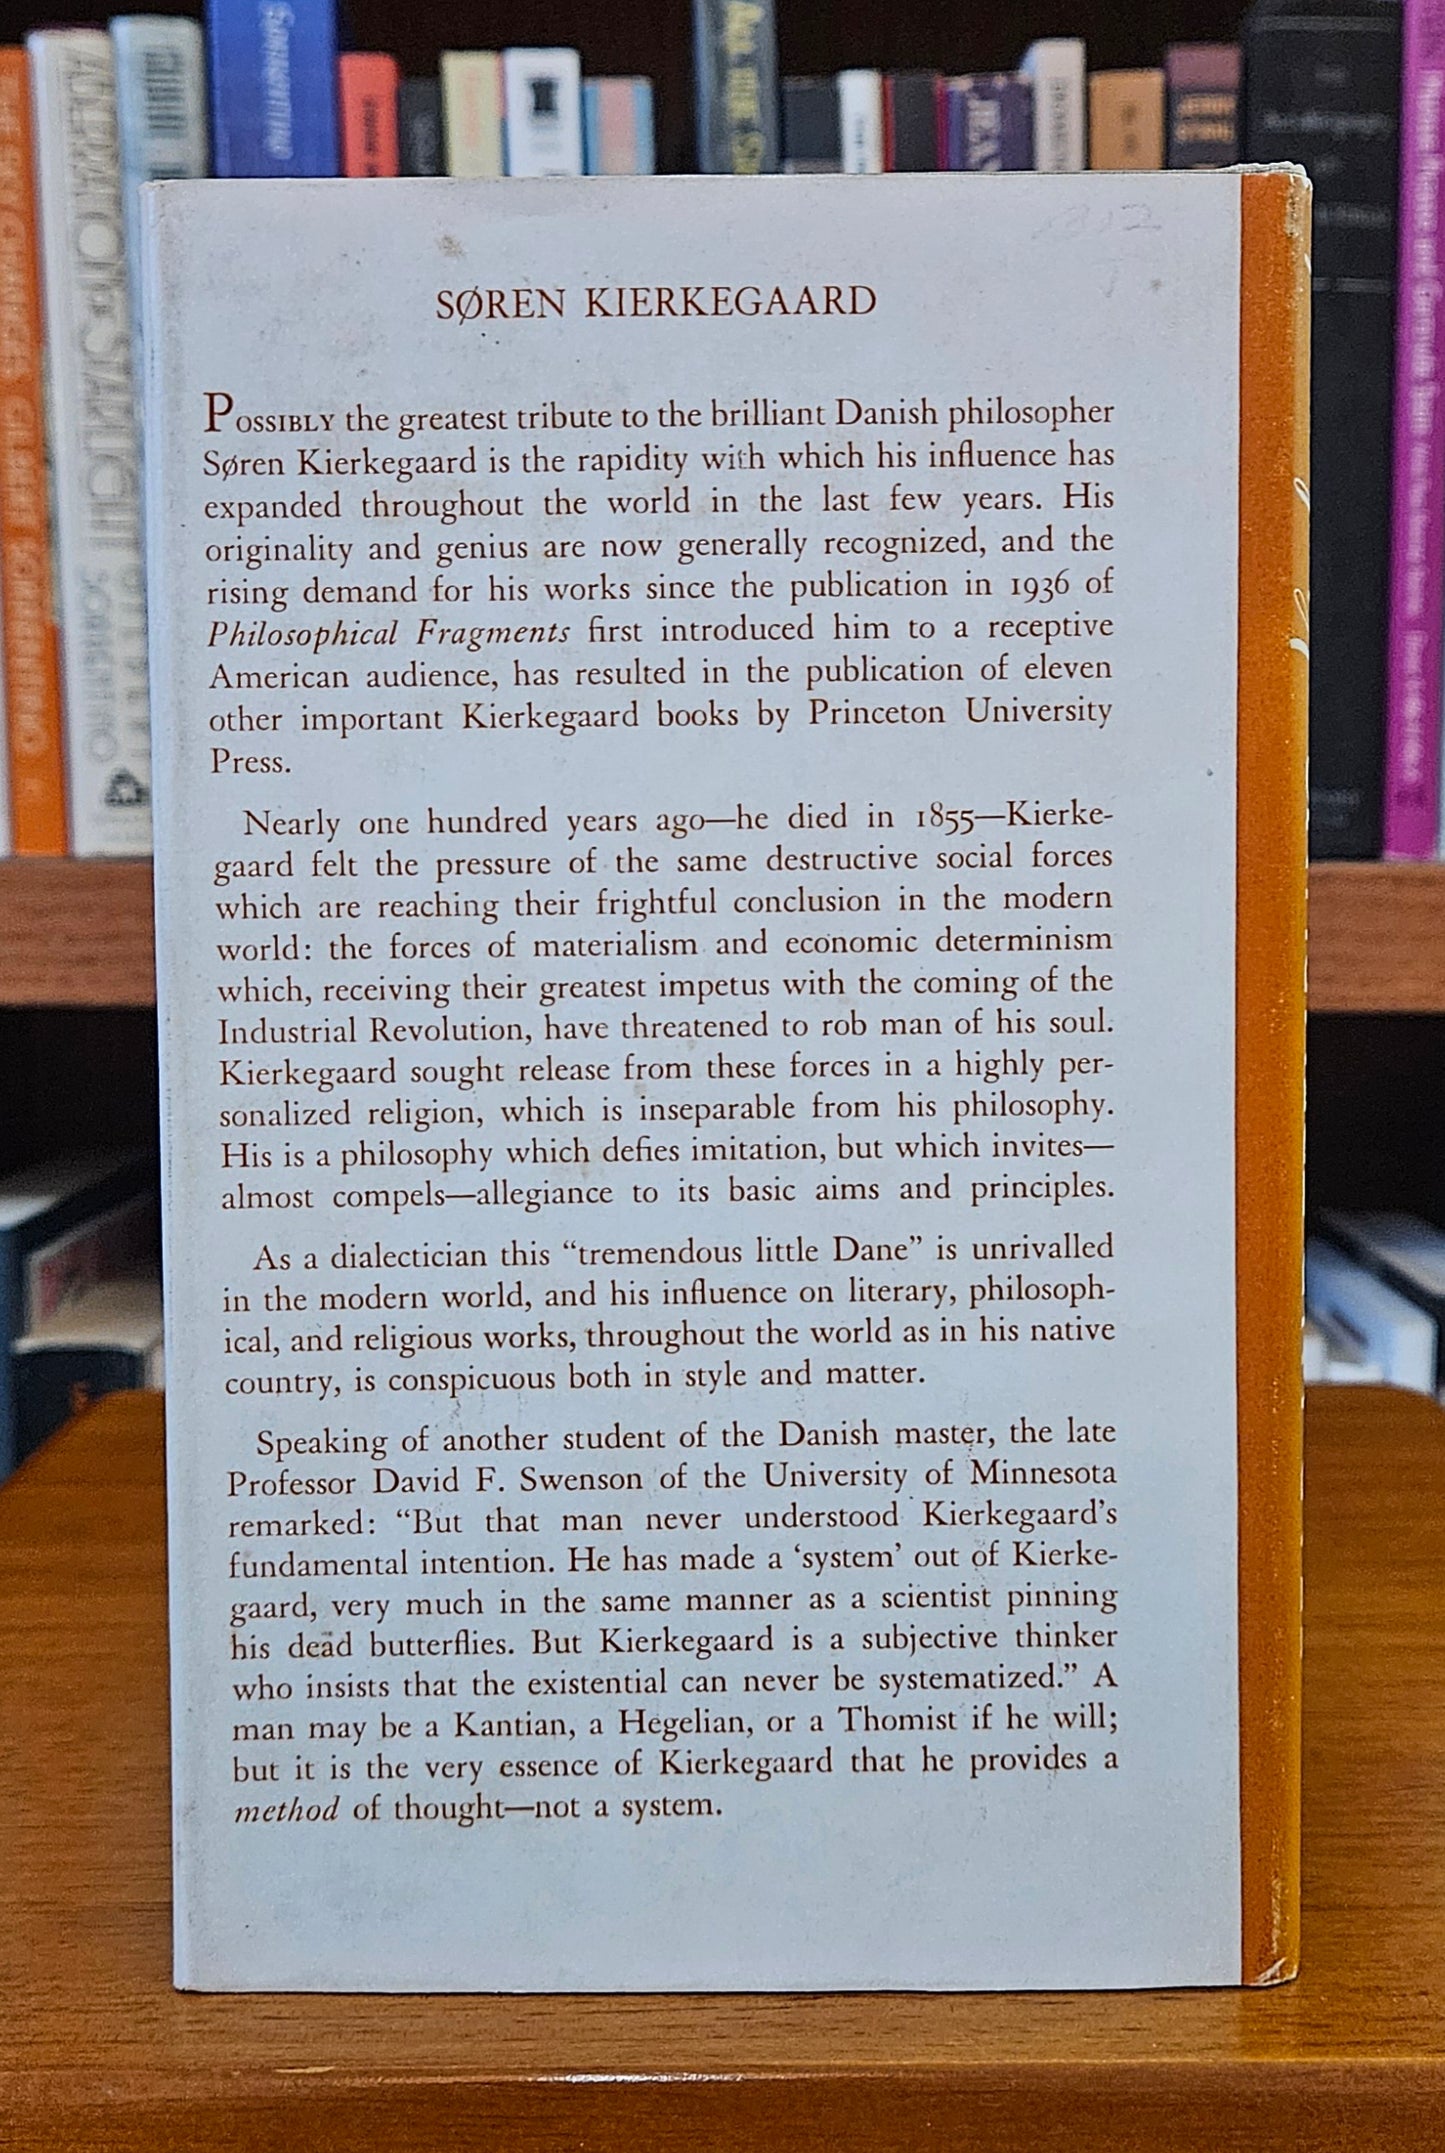 SØREN KIERKEGAARD
POSSIBLY the greatest tribute to the brilliant Danish philosopher
Søren Kierkegaard is the rapidity with which his influence has
expanded throughout the world in the last few years. His
originality and genius are now generally recognized, and the
rising demand for his works since the publication in 1936 of
Philosophical Fragments first introduced him to a receptive
American audience, has resulted in the publication of eleven
other important Kierkegaard books by Princeton University
Press.
Nearly one hundred years ago—he died in 1855—Kierke-
gaard felt the pressure of the same destructive social forces
which are reaching their frightful conclusion in the modern
world: the forces of materialism and economic determinism
which, receiving their greatest impetus with the coming of the
Industrial Revolution, have threatened to rob man of his soul.
Kierkegaard sought release from these forces in a highly per-
sonalized religion, which is inseparable from his philosophy.
His is a philosophy which defies imitation, but which invites—
almost compels—allegiance to its basic aims and principles.
As a dialectician this “tremendous little Dane” is unrivalled
in the modern world, and his influence on literary, philosoph-
ical, and religious works, throughout the world as in his native
country, is conspicuous both in style and matter.
Speaking of another student of the Danish master, the late
Professor David F. Swenson of the University of Minnesota
remarked: “But that man never understood Kierkegaard’s
fundamental intention. He has made a ‘system’ out of Kierke-
gaard, very much in the same manner as a scientist pinning
his dead butterflies. But Kierkegaard is a subjective thinker
who insists that the existential can never be systematized.” A
man may be a Kantian, a Hegelian, or a Thomist if he will;
but it is the very essence of Kierkegaard that he provides a
method of thought—not a system.